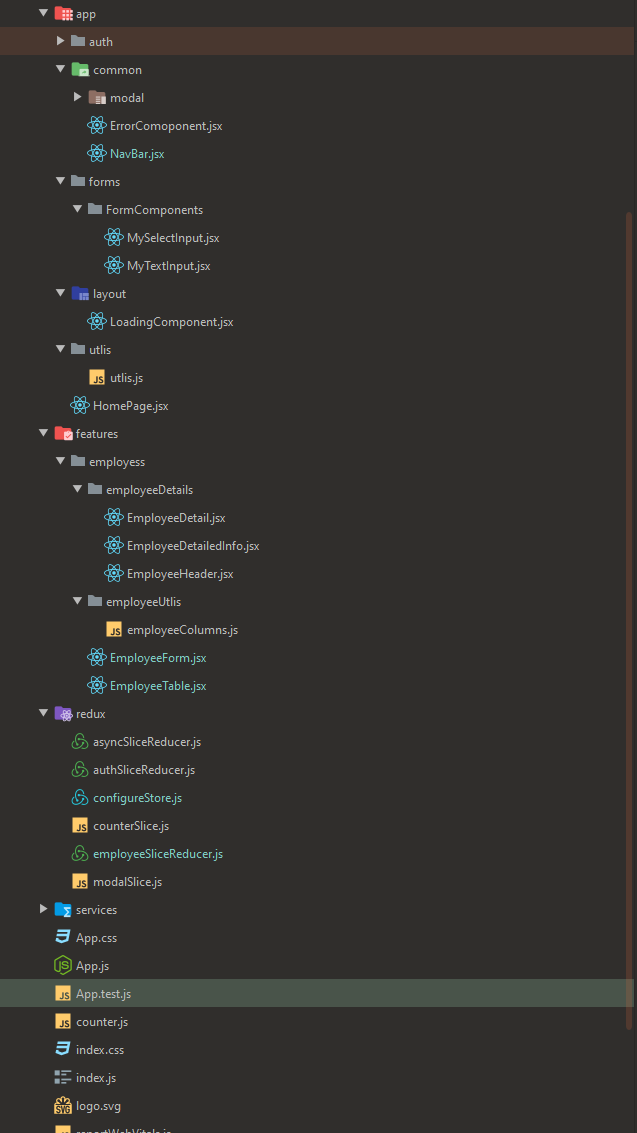 app
auth
common
modal
ErrorComoponent.jsx
NavBar.jsx
forms
FormComponents
MySelectInput.jsx
MyTextInput.jsx
layout
LoadingComponent.jsx
utlis
JS utlis.js
HomePage.jsx
features
employess
employeeDetails
EmployeeDetail.jsx
EmployeeDetailedInfo.jsx
EmployeeHeader.jsx
employeeUtlis
JS employeeColumns.js
EmployeeForm.jsx
EmployeeTable.jsx
redux
asyncSliceReducer.js
authSliceReducer.js
configureStore.js
JS counterSlice.js
employeeSliceReducer.js
JS modalSlice.js
services
App.css
JS App.js
JS App.test.js
JS counter.js
index.css
index.js
SVG logo.svg
reportWebVitals.js